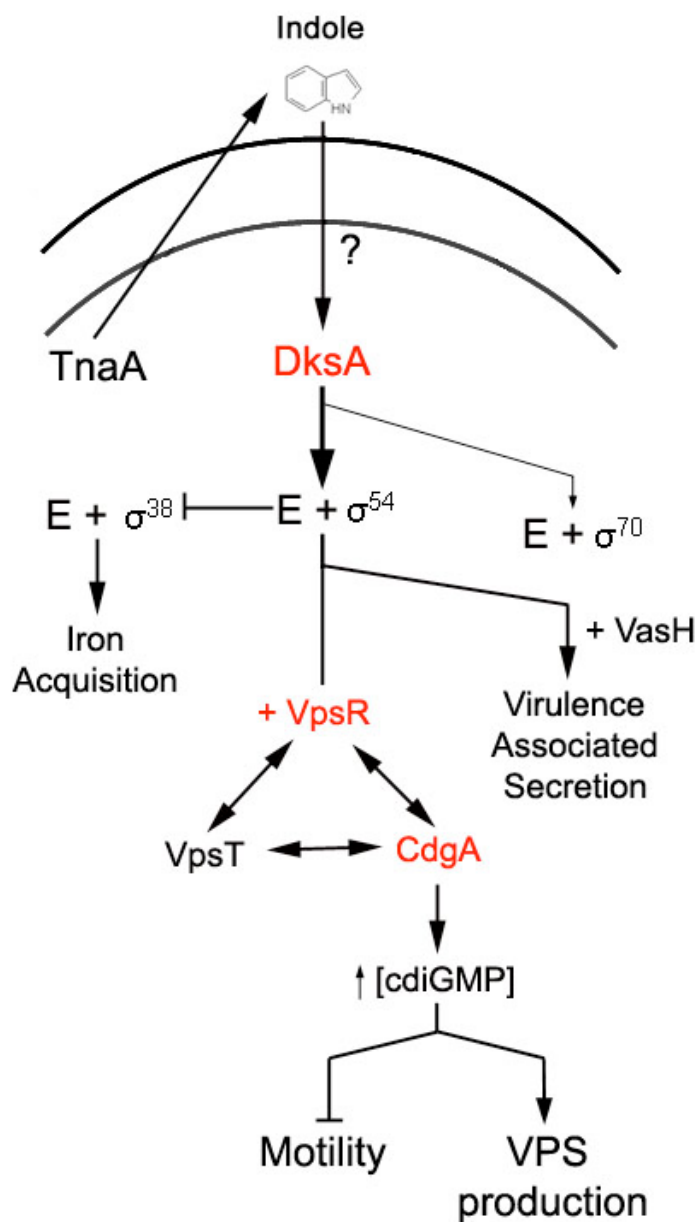 Indole
HN
?
TnaA
DksA
E + σ³⁸
E + σ⁵⁴
E + σ⁷⁰
Iron
Acquisition
+ VasH
Virulence
Associated
Secretion
+ VpsR
VpsT
CdgA
↑ [cdiGMP]
Motility
VPS
production